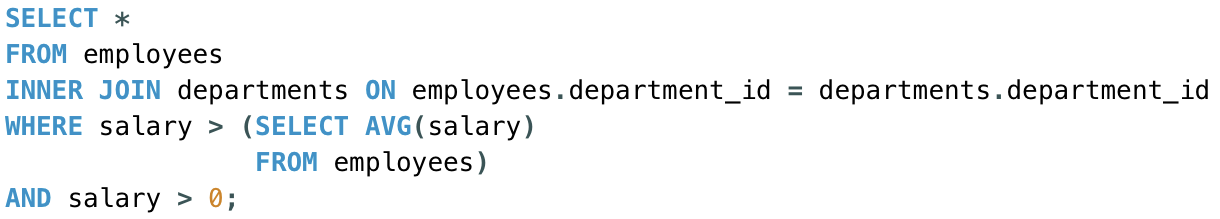 SELECT *
FROM employees
INNER JOIN departments ON employees.department_id = departments.department_id
WHERE salary > (SELECT AVG(salary)
                FROM employees)
AND salary > 0;